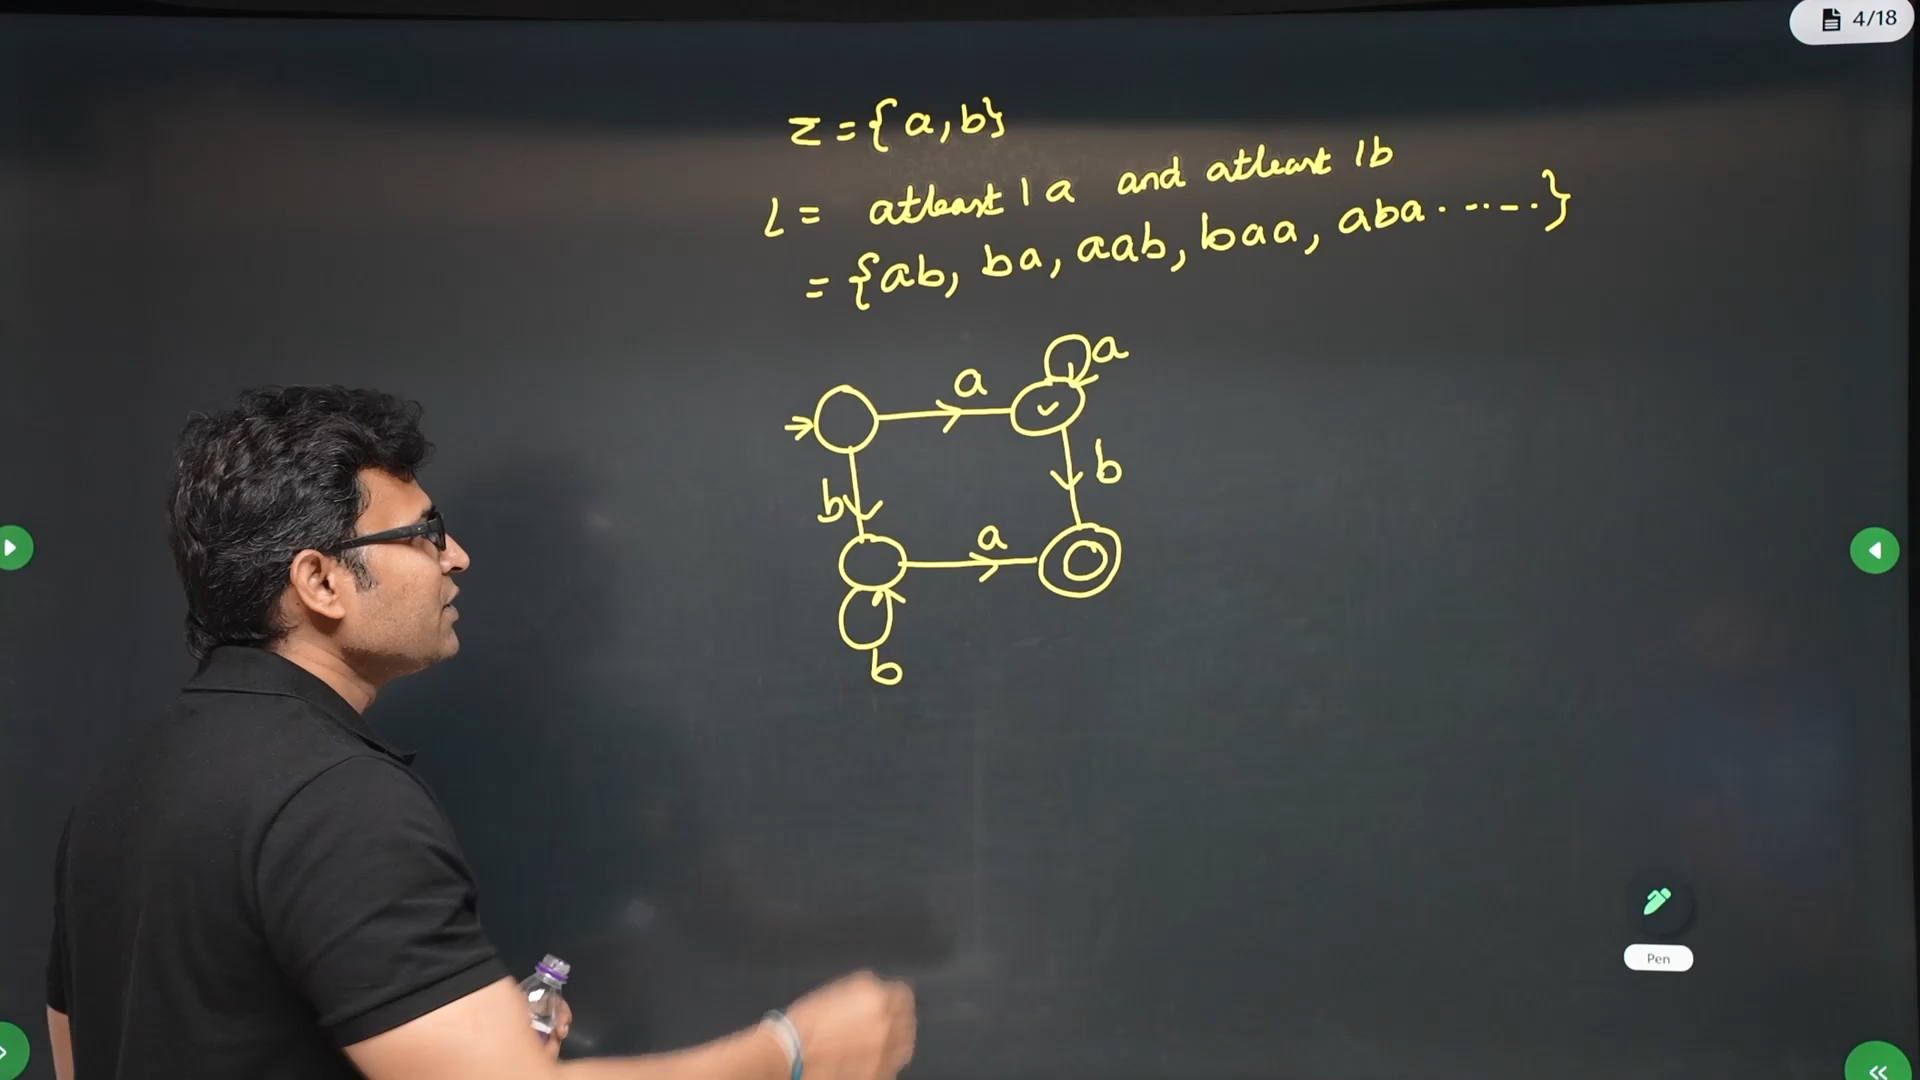 4/18
Σ = {a, b}
L = atleast 1 a and atleast 1b
= {ab, ba, aab, baa, aba ......}
a
a
b
b
a
b
Pen